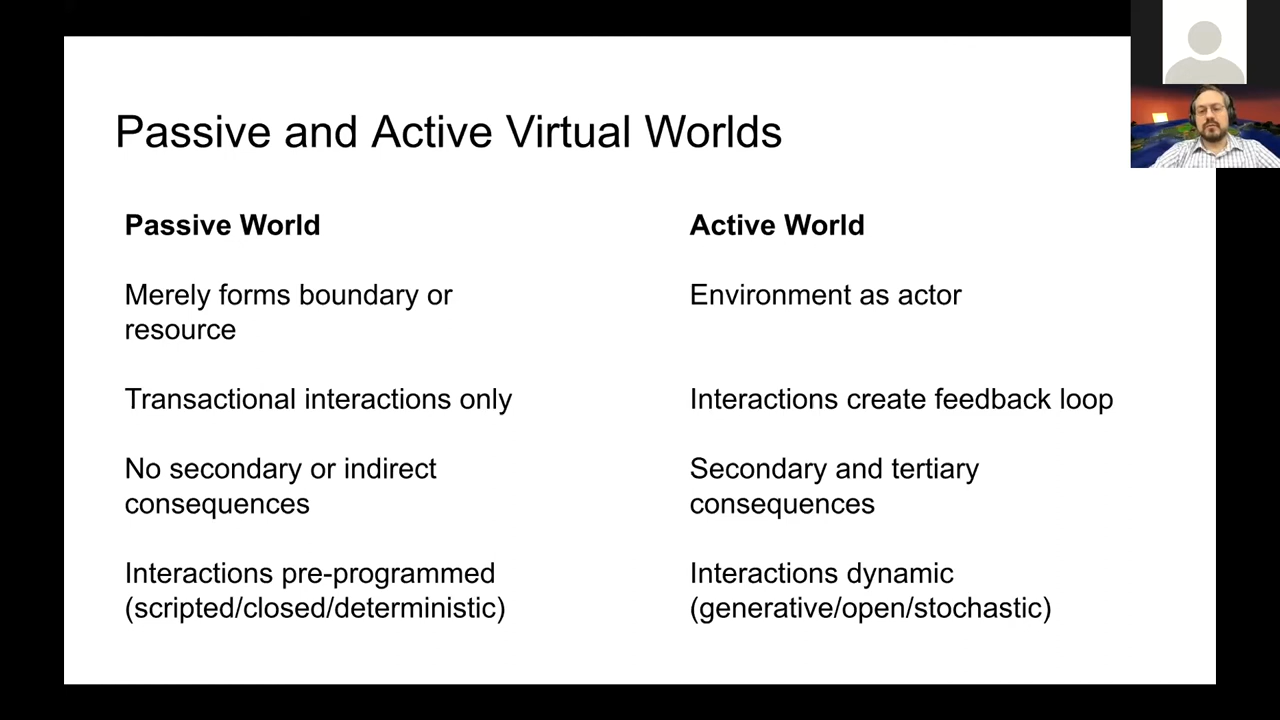 Passive and Active Virtual Worlds
Passive World
Merely forms boundary or
resource
Transactional interactions only
No secondary or indirect
consequences
Interactions pre-programmed
(scripted/closed/deterministic)
Active World
Environment as actor
Interactions create feedback loop
Secondary and tertiary
consequences
Interactions dynamic
(generative/open/stochastic)